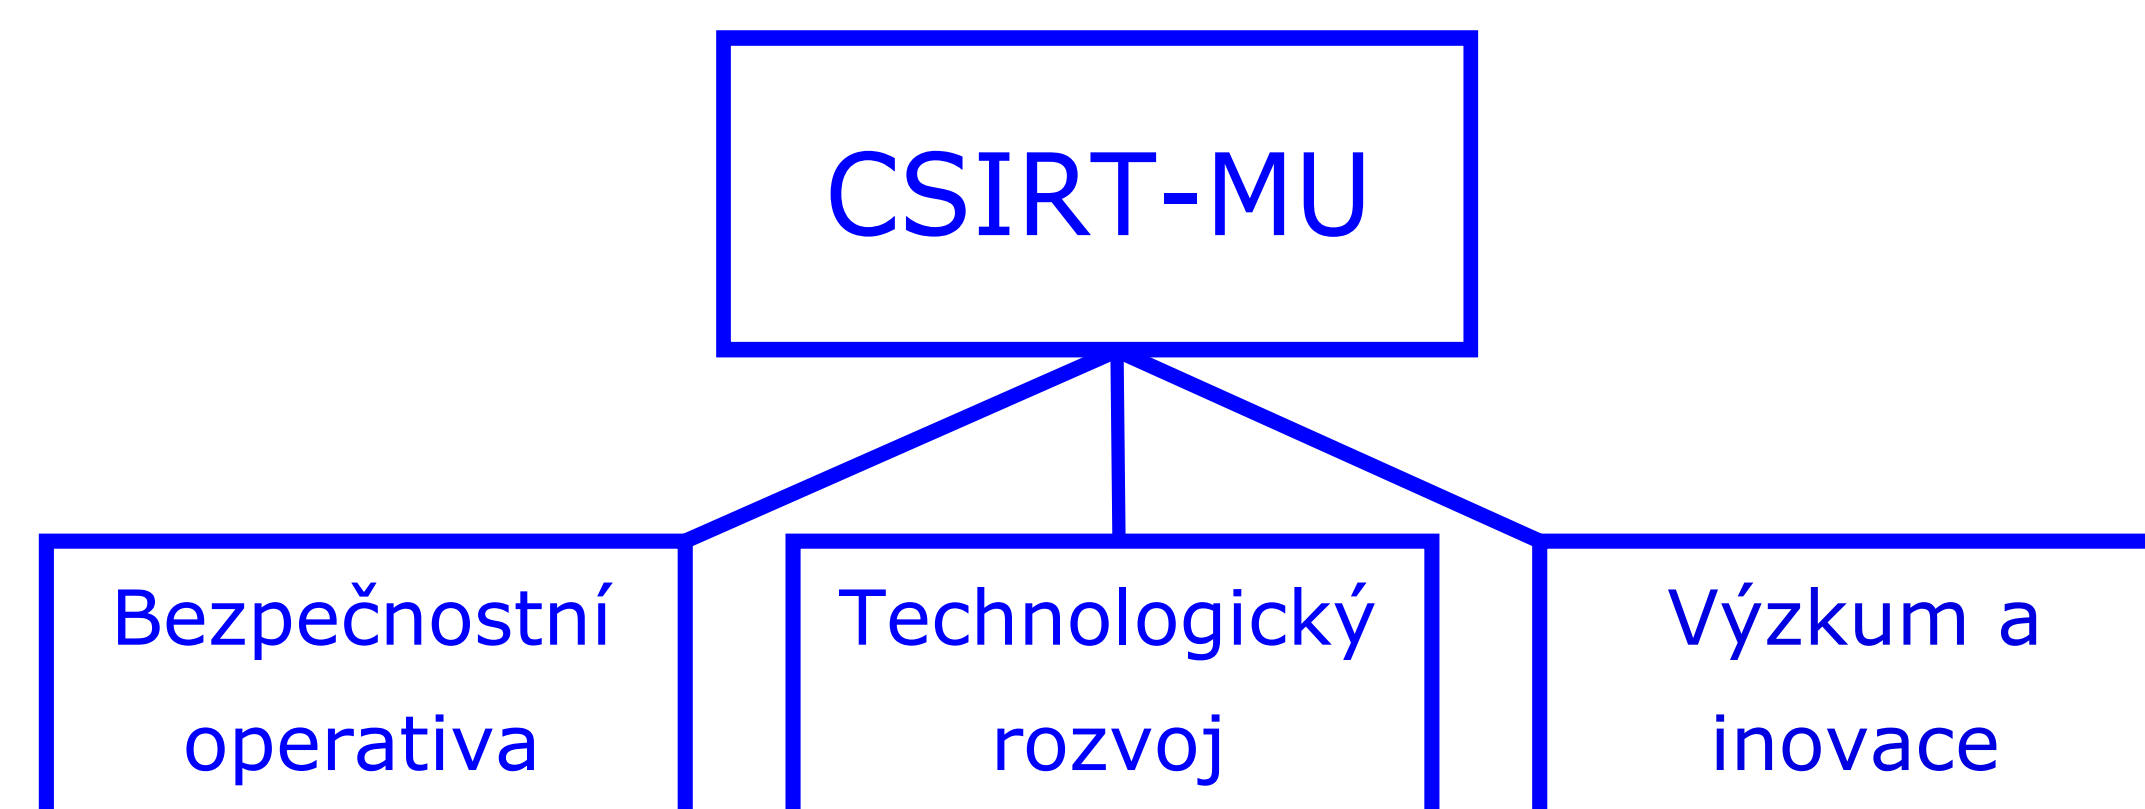 CSIRT-MU
Bezpečnostní
operativa
Technologický
rozvoj
Výzkum a
inovace